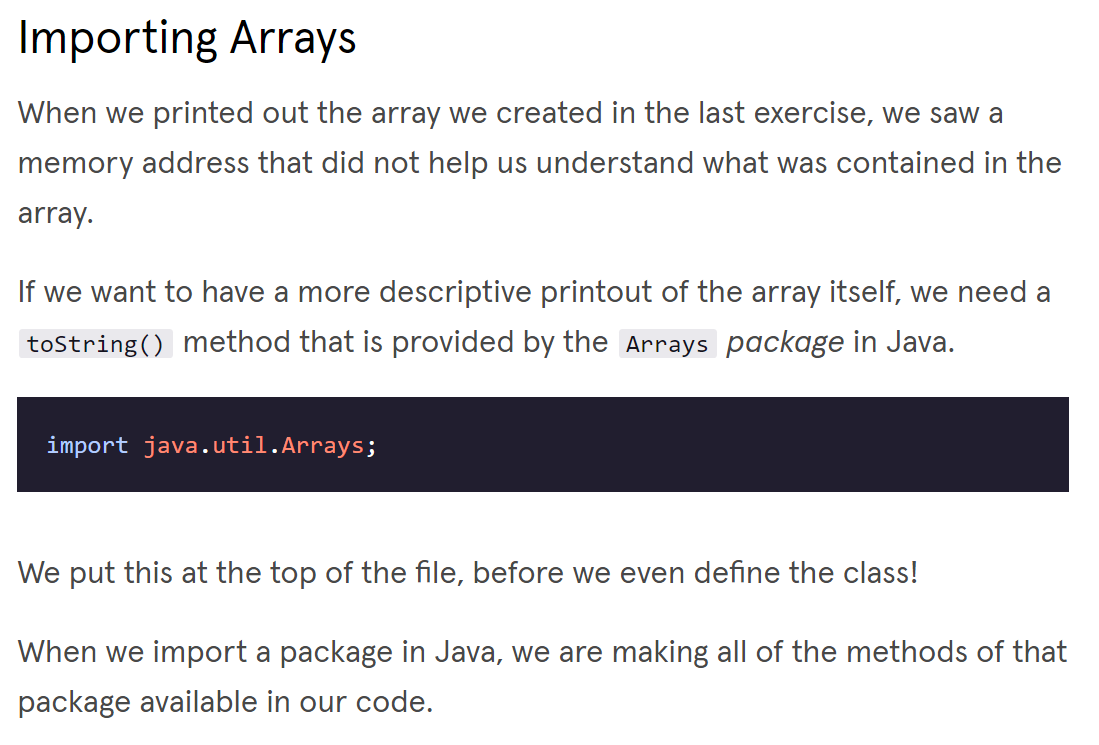 Importing Arrays
When we printed out the array we created in the last exercise, we saw a
memory address that did not help us understand what was contained in the
array.
If we want to have a more descriptive printout of the array itself, we need a
toString() method that is provided by the Arrays package in Java.
import java.util.Arrays;
We put this at the top of the file, before we even define the class!
When we import a package in Java, we are making all of the methods of that
package available in our code.